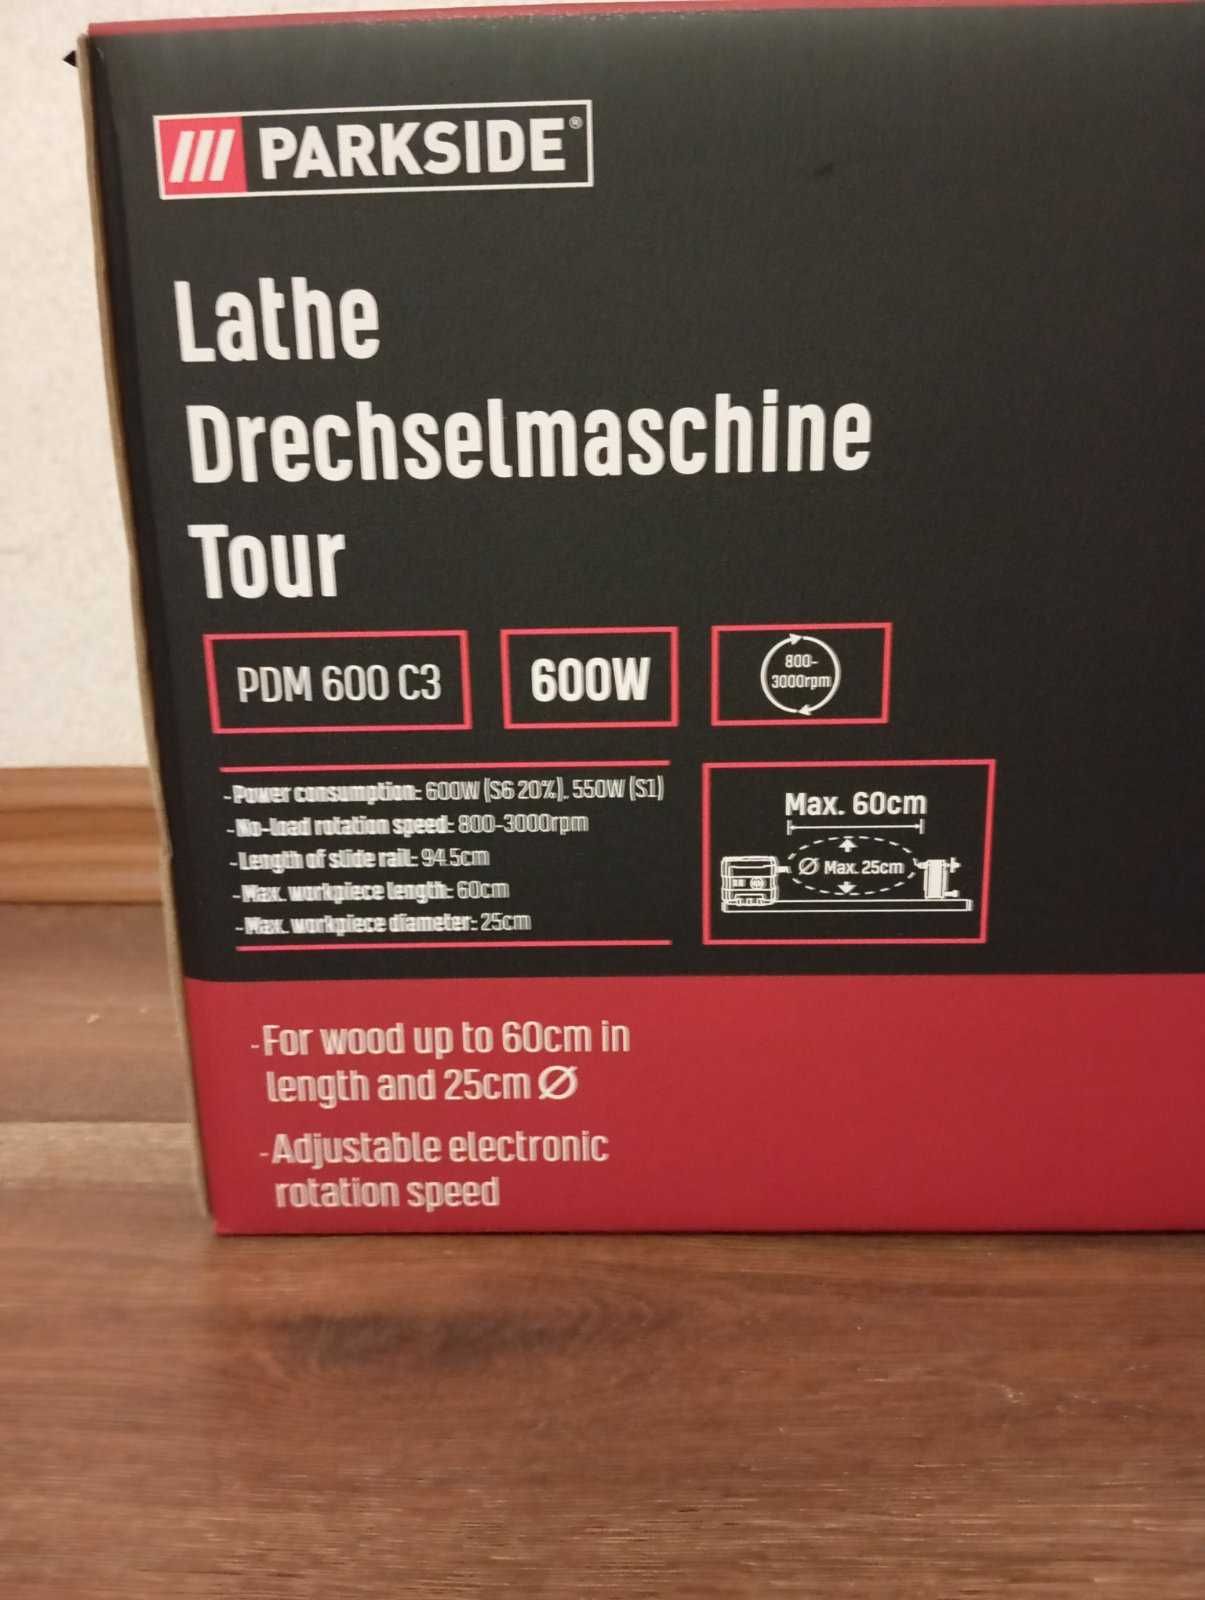 PARKSIDE®
Lathe
Drechselmaschine
Tour
PDM 600 C3
600W
800-
3000rpm
-Power consumption: 600W (S6 20%), 550W (S1)
-No-load rotation speed: 800-3000rpm
-Length of slide rail: 94.5cm
-Max. workpiece length: 60cm
-Max. workpiece diameter: 25cm
Max. 60cm
Ø Max. 25cm
-For wood up to 60cm in
length and 25cm Ø
-Adjustable electronic
rotation speed